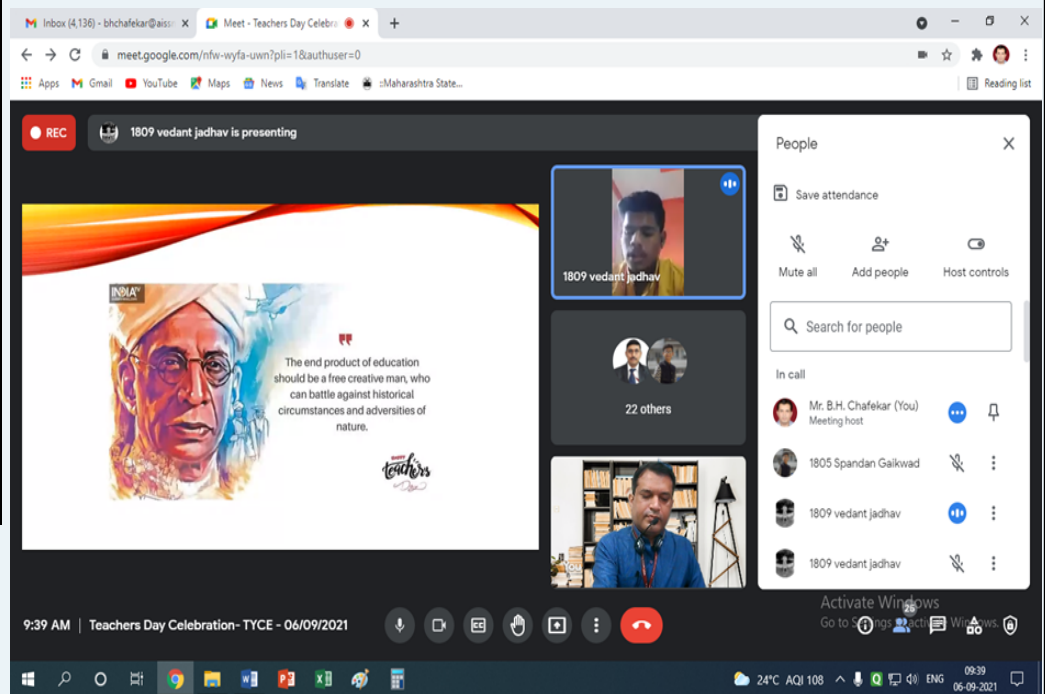 Inbox (4,136) - bhchafekar@aiss
Meet - Teachers Day Celebra
meet.google.com/nfw-wyfa-uwn?pli=1&authuser=0
Apps Gmail YouTube Maps News Translate ::Maharashtra State...
Reading list
REC
1809 vedant jadhav is presenting
INDIA TV
The end product of education
should be a free creative man, who
can battle against historical
circumstances and adversities of
nature.
HAPPY
teachers
Day
1809 vedant jadhav
22 others
You
People
Save attendance
Mute all Add people Host controls
Search for people
In call
Mr. B.H. Chafekar (You)
Meeting host
1805 Spandan Gaikwad
1809 vedant jadhav
1809 vedant jadhav
Activate Windows
26
9:39 AM | Teachers Day Celebration- TYCE - 06/09/2021
24°C AQI 108 ENG
09:39
06-09-2021